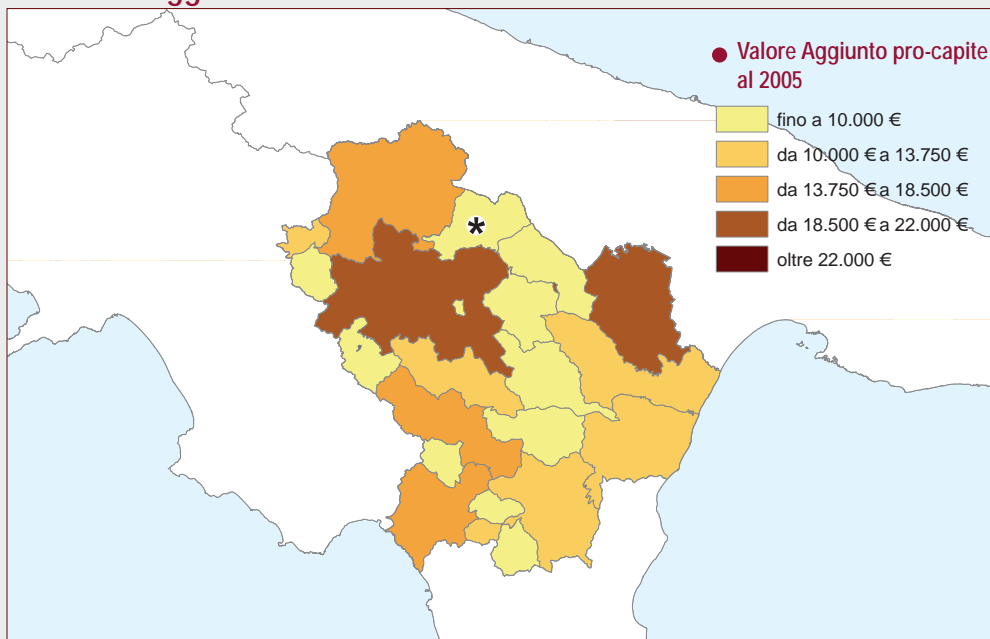 Valore Aggiunto pro-capite
al 2005
fino a 10.000 €
da 10.000 € a 13.750 €
da 13.750 € a 18.500 €
da 18.500 € a 22.000 €
oltre 22.000 €
*